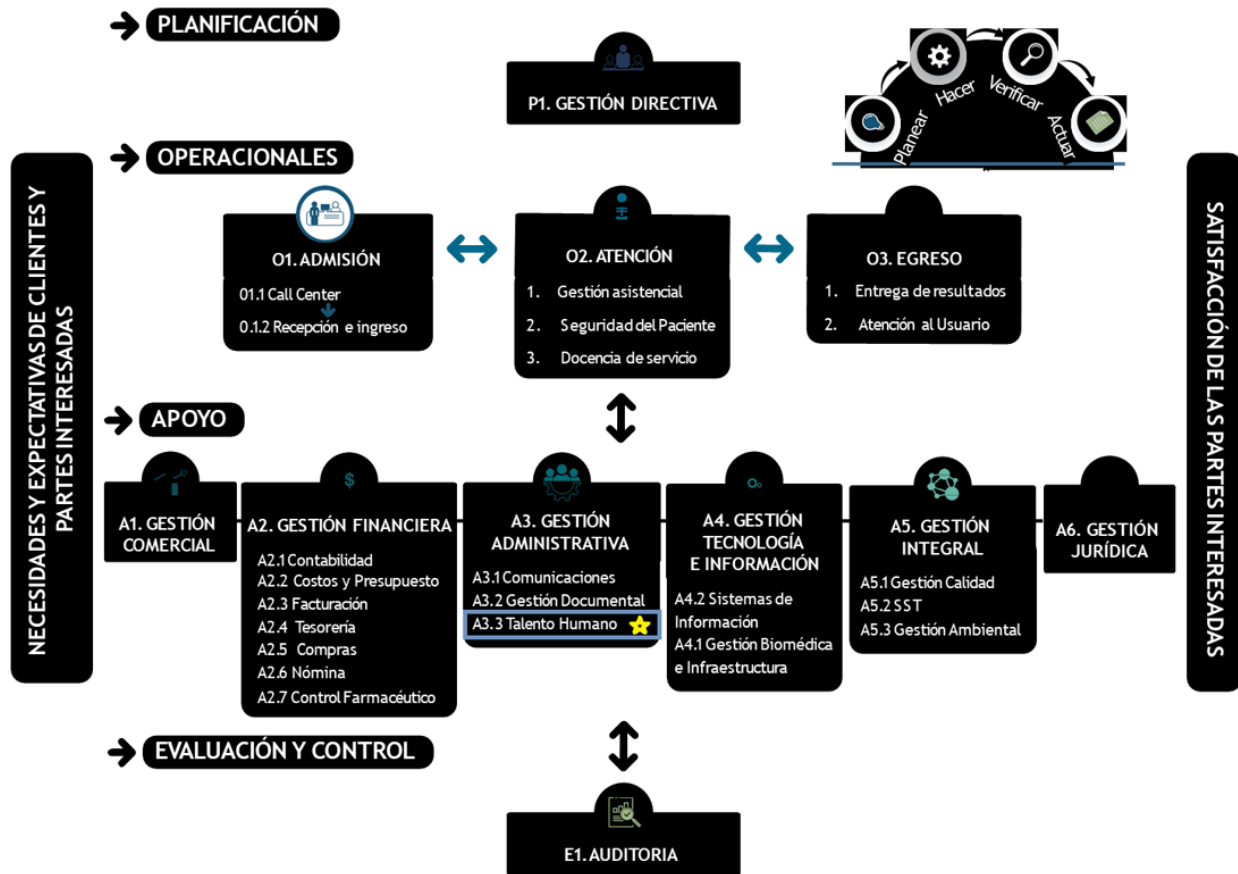 PLANIFICACIÓN
P1. GESTIÓN DIRECTIVA
Planear
Hacer
Verificar
Actuar
NECESIDADES Y EXPECTATIVAS DE CLIENTES Y
PARTES INTERESADAS
OPERACIONALES
O1. ADMISIÓN
01.1 Call Center
0.1.2 Recepción e ingreso
O2. ATENCIÓN
1. Gestión asistencial
2. Seguridad del Paciente
3. Docencia de servicio
O3. EGRESO
1. Entrega de resultados
2. Atención al Usuario
SATISFACCIÓN DE LAS PARTES INTERESADAS
APOYO
A1. GESTIÓN
COMERCIAL
$
A2. GESTIÓN FINANCIERA
A2.1 Contabilidad
A2.2 Costos y Presupuesto
A2.3 Facturación
A2.4 Tesorería
A2.5 Compras
A2.6 Nómina
A2.7 Control Farmacéutico
A3. GESTIÓN
ADMINISTRATIVA
A3.1 Comunicaciones
A3.2 Gestión Documental
A3.3 Talento Humano
A4. GESTIÓN
TECNOLOGÍA
E INFORMACIÓN
A4.2 Sistemas de
Información
A4.1 Gestión Biomédica
e Infraestructura
A5. GESTIÓN
INTEGRAL
A5.1 Gestión Calidad
A5.2 SST
A5.3 Gestión Ambiental
A6. GESTIÓN
JURÍDICA
EVALUACIÓN Y CONTROL
E1. AUDITORIA